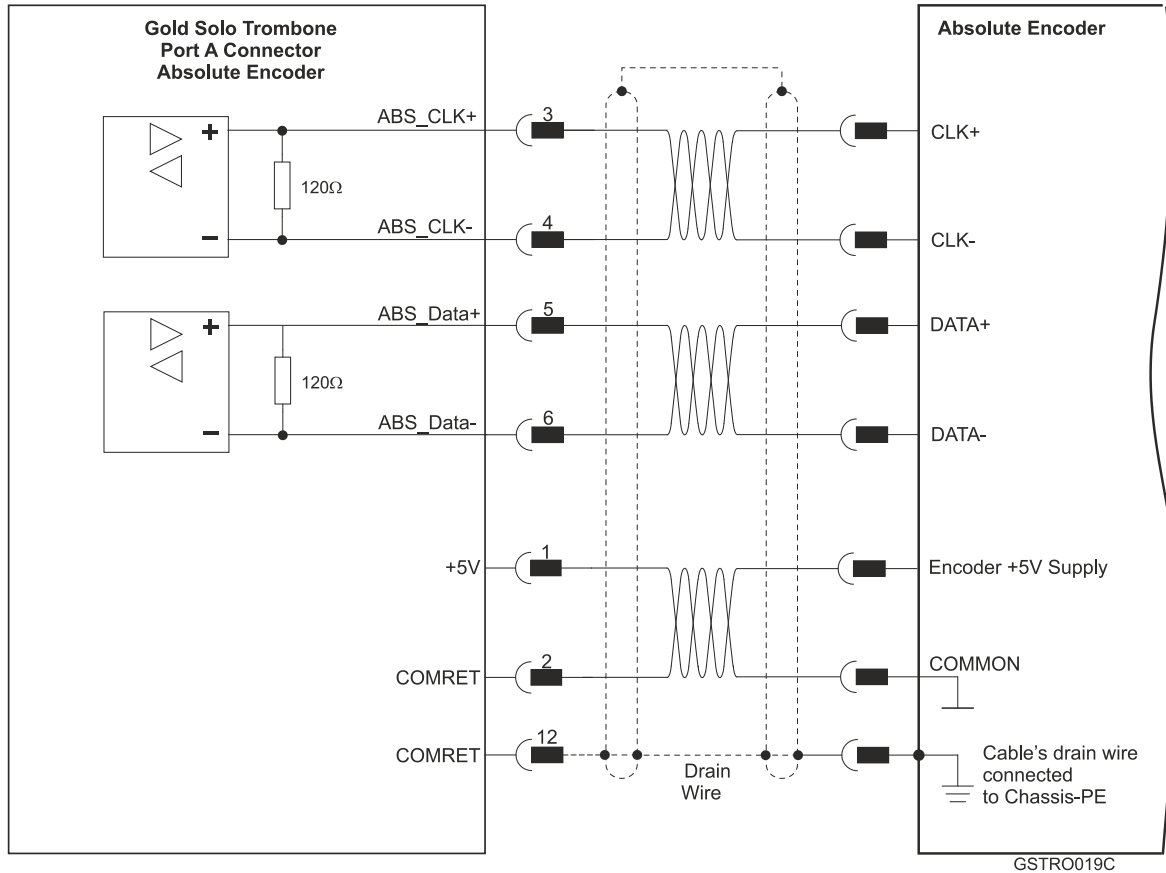 Gold Solo Trombone
Port A Connector
Absolute Encoder
Absolute Encoder
ABS_CLK+
3
CLK+
+
120Ω
ABS_CLK-
4
CLK-
−
ABS_Data+
5
DATA+
+
120Ω
ABS_Data-
6
DATA-
−
+5V
1
Encoder +5V Supply
COMRET
2
COMMON
COMRET
12
Drain
Wire
Cable's drain wire
connected
to Chassis-PE
GSTRO019C